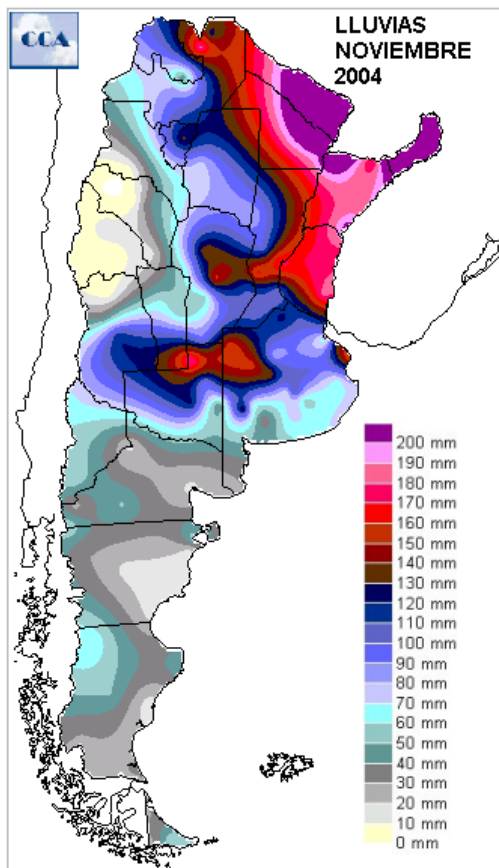 CCA
LLUVIAS
NOVIEMBRE
2004
200 mm
190 mm
180 mm
170 mm
160 mm
150 mm
140 mm
130 mm
120 mm
110 mm
100 mm
90 mm
80 mm
70 mm
60 mm
50 mm
40 mm
30 mm
20 mm
10 mm
0 mm